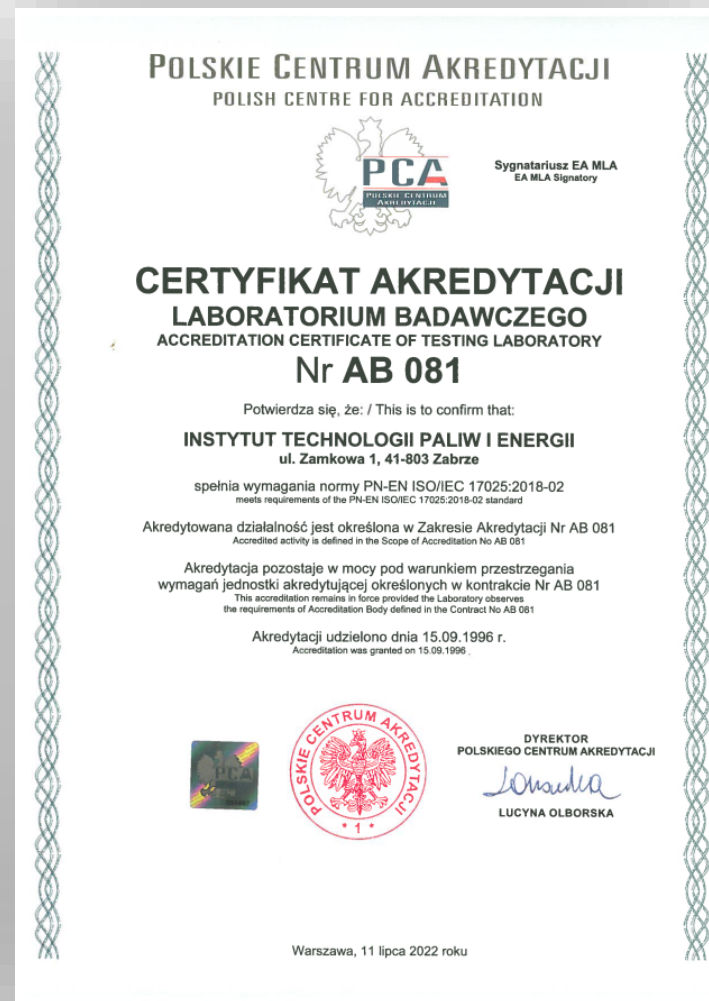 POLSKIE CENTRUM AKREDYTACJI
POLISH CENTRE FOR ACCREDITATION
PCA
POLSKIE CENTRUM
AKREDYTACJI
Sygnatariusz EA MLA
EA MLA Signatory
CERTYFIKAT AKREDYTACJI
LABORATORIUM BADAWCZEGO
ACCREDITATION CERTIFICATE OF TESTING LABORATORY
Nr AB 081
Potwierdza się, że: / This is to confirm that:
INSTYTUT TECHNOLOGII PALIW I ENERGII
ul. Zamkowa 1, 41-803 Zabrze
spełnia wymagania normy PN-EN ISO/IEC 17025:2018-02
meets requirements of the PN-EN ISO/IEC 17025:2018-02 standard
Akredytowana działalność jest określona w Zakresie Akredytacji Nr AB 081
Accredited activity is defined in the Scope of Accreditation No AB 081
Akredytacja pozostaje w mocy pod warunkiem przestrzegania
wymagań jednostki akredytującej określonych w kontrakcie Nr AB 081
This accreditation remains in force provided the Laboratory observes
the requirements of Accreditation Body defined in the Contract No AB 081
Akredytacji udzielono dnia 15.09.1996 r.
Accreditation was granted on 15.09.1996
PCA
POLSKIE CENTRUM AKREDYTACJI
* 1 *
DYREKTOR
POLSKIEGO CENTRUM AKREDYTACJI
LUCYNA OLBORSKA
Warszawa, 11 lipca 2022 roku